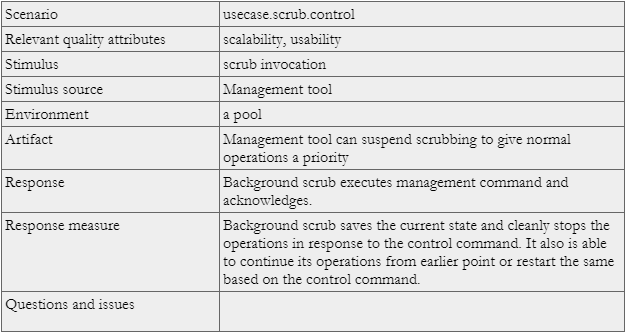 Scenario usecase.scrub.control
Relevant quality attributes scalability, usability
Stimulus scrub invocation
Stimulus source Management tool
Environment a pool
Artifact Management tool can suspend scrubbing to give normal
operations a priority
Response Background scrub executes management command and
acknowledges.
Response measure Background scrub saves the current state and cleanly stops the
operations in response to the control command. It also is able
to continue its operations from earlier point or restart the same
based on the control command.
Questions and issues